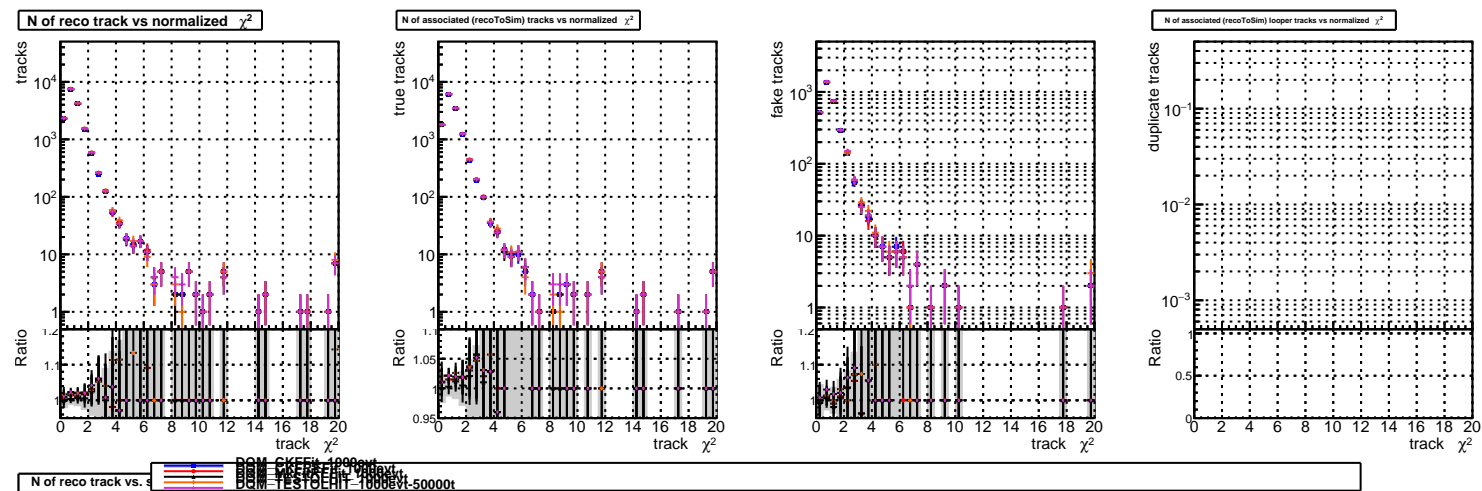 N of reco track vs normalized χ²
N of associated (recoToSim) tracks vs normalized χ²
N of associated (recoToSim) looper tracks vs normalized χ²
tracks
10⁴
10³
10²
10
1
Ratio
1.2
1.1
0 2 4 6 8 10 12 14 16 18 20
track χ²
true tracks
10⁴
10³
10²
10
1
Ratio
1.1
1.05
0.95
0 2 4 6 8 10 12 14 16 18 20
track χ²
fake tracks
10³
10²
10
1
Ratio
1.2
1.1
0 2 4 6 8 10 12 14 16 18 20
track χ²
duplicate tracks
10⁻¹
10⁻²
10⁻³
Ratio
1
0.5
0
0 2 4 6 8 10 12 14 16 18 20
track χ²
N of reco track vs. s
DQM_CKFFit_1000evt
DQM-TESTOLHIT-1000evt-50000t